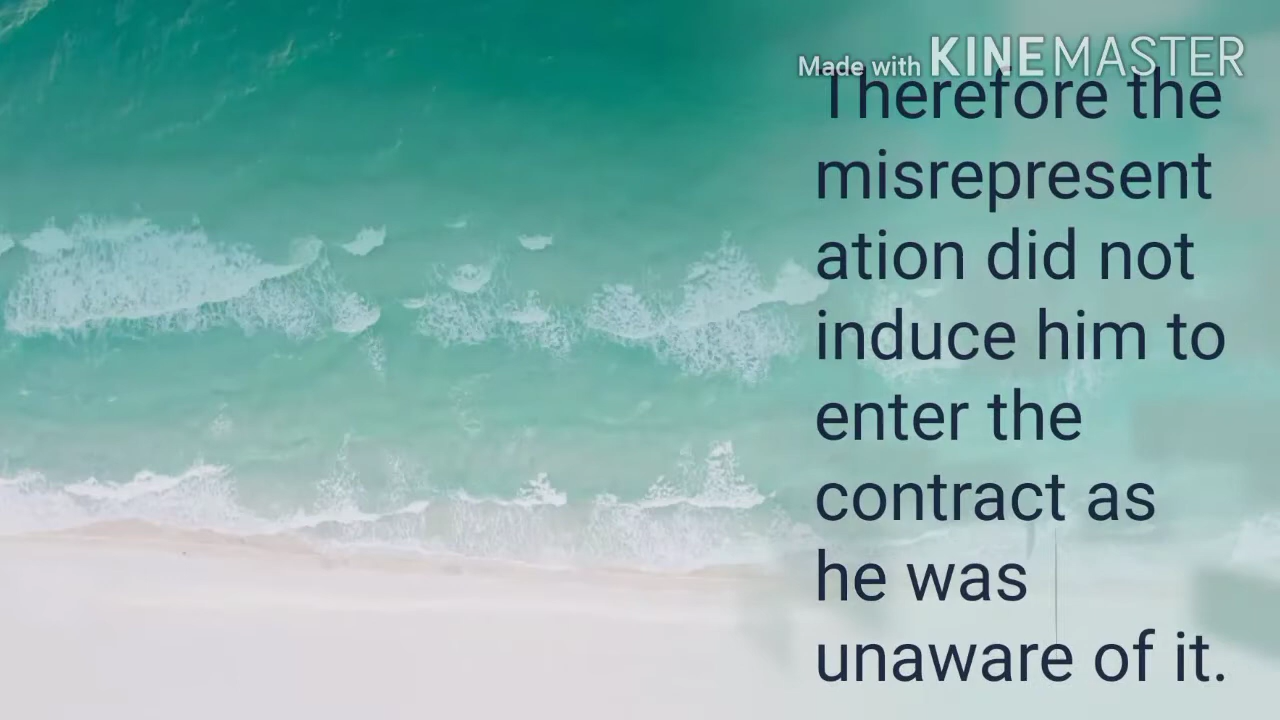 Made with KINEMASTER
Therefore the
misrepresent
ation did not
induce him to
enter the
contract as
he was
unaware of it.